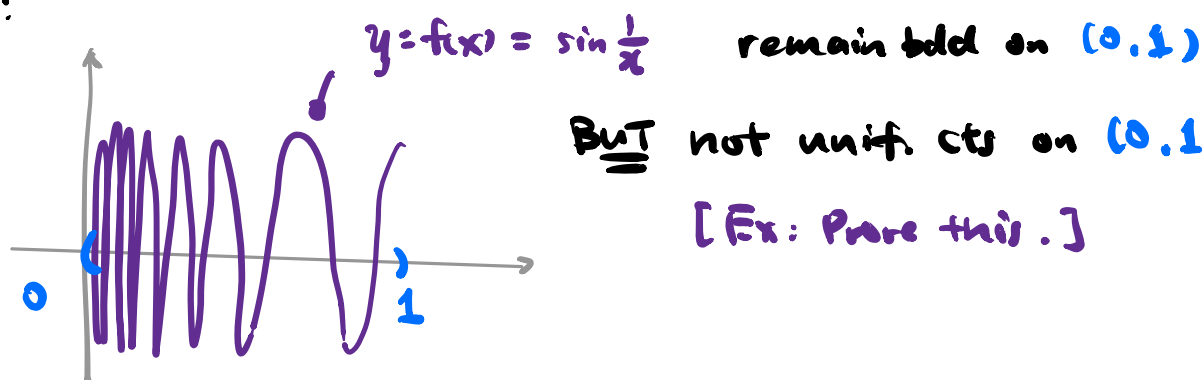 y = f(x) = sin 1/x remain bdd on (0.1)
BUT not unif. cts on (0.1
[Ex: Prove this.]
0
1